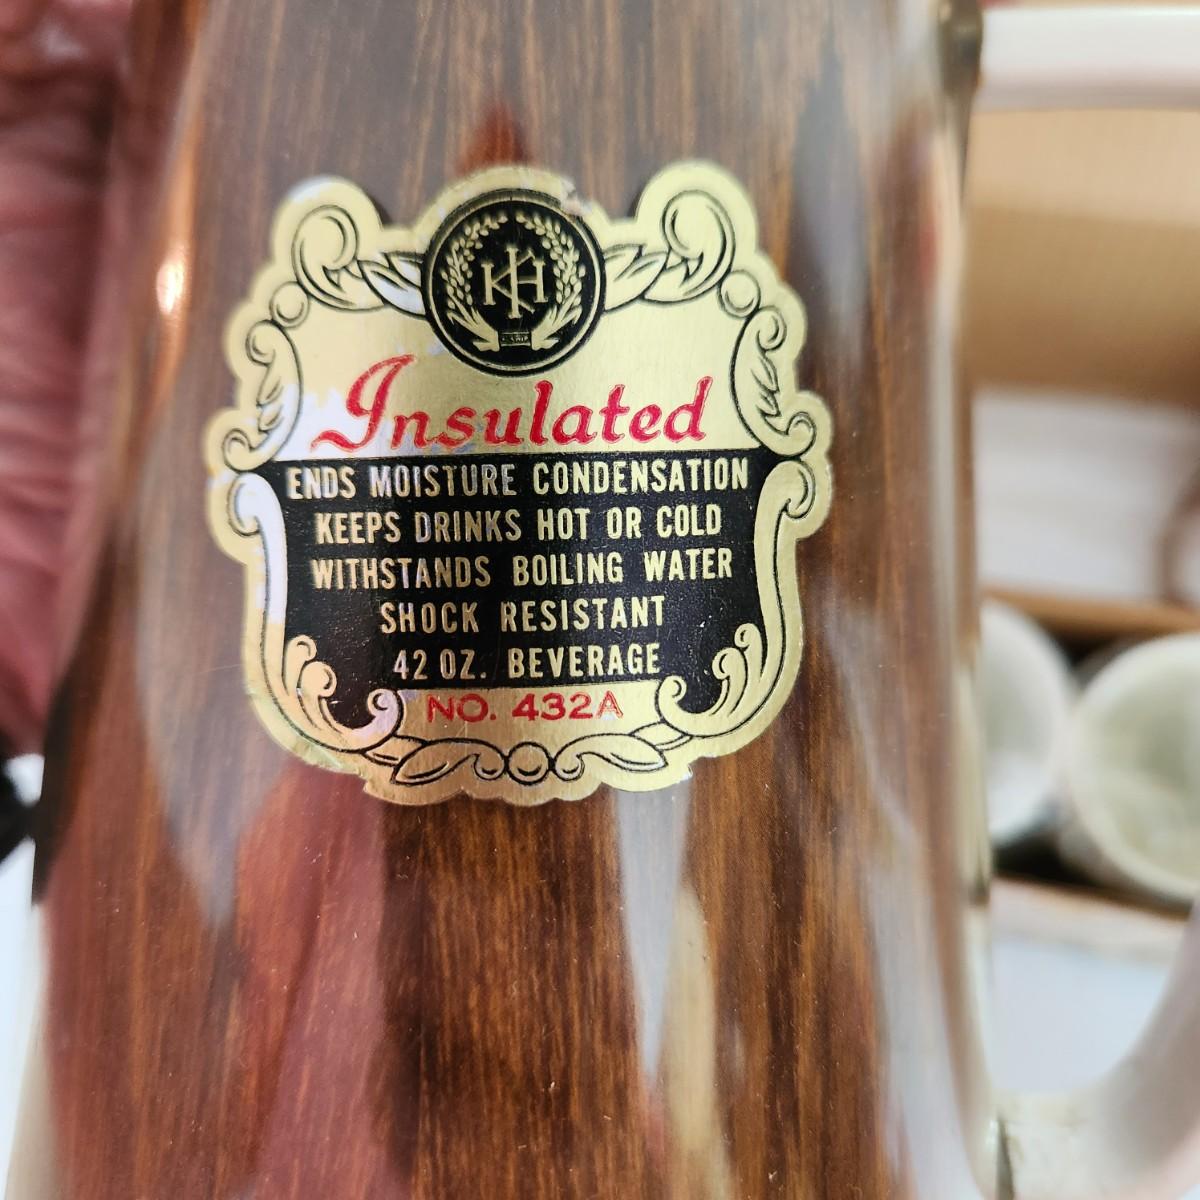 KKH
Insulated
ENDS MOISTURE CONDENSATION
KEEPS DRINKS HOT OR COLD
WITHSTANDS BOILING WATER
SHOCK RESISTANT
42 OZ. BEVERAGE
NO. 432A